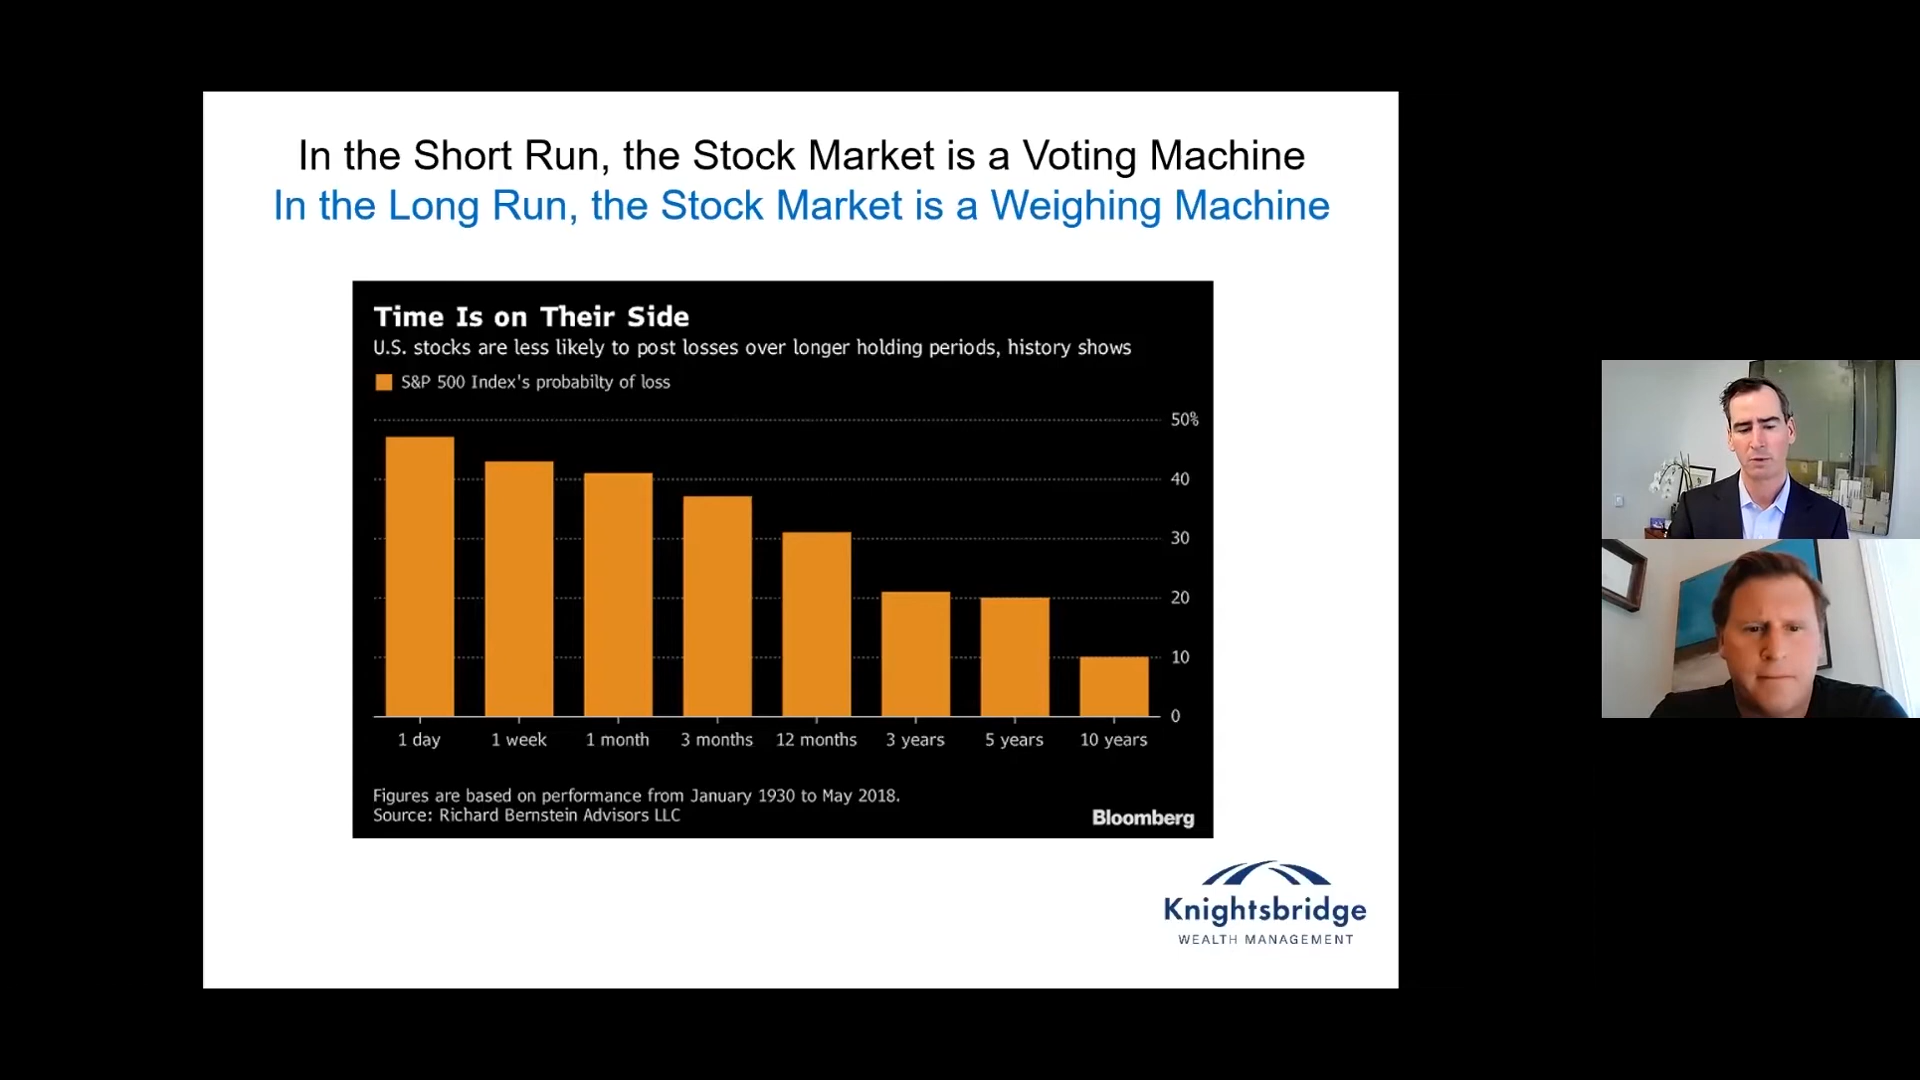 In the Short Run, the Stock Market is a Voting Machine
In the Long Run, the Stock Market is a Weighing Machine
Time Is on Their Side
U.S. stocks are less likely to post losses over longer holding periods, history shows
S&P 500 Index's probabilty of loss
50%
40
30
20
10
0
1 day 1 week 1 month 3 months 12 months 3 years 5 years 10 years
Figures are based on performance from January 1930 to May 2018.
Source: Richard Bernstein Advisors LLC
Bloomberg
Knightsbridge
WEALTH MANAGEMENT